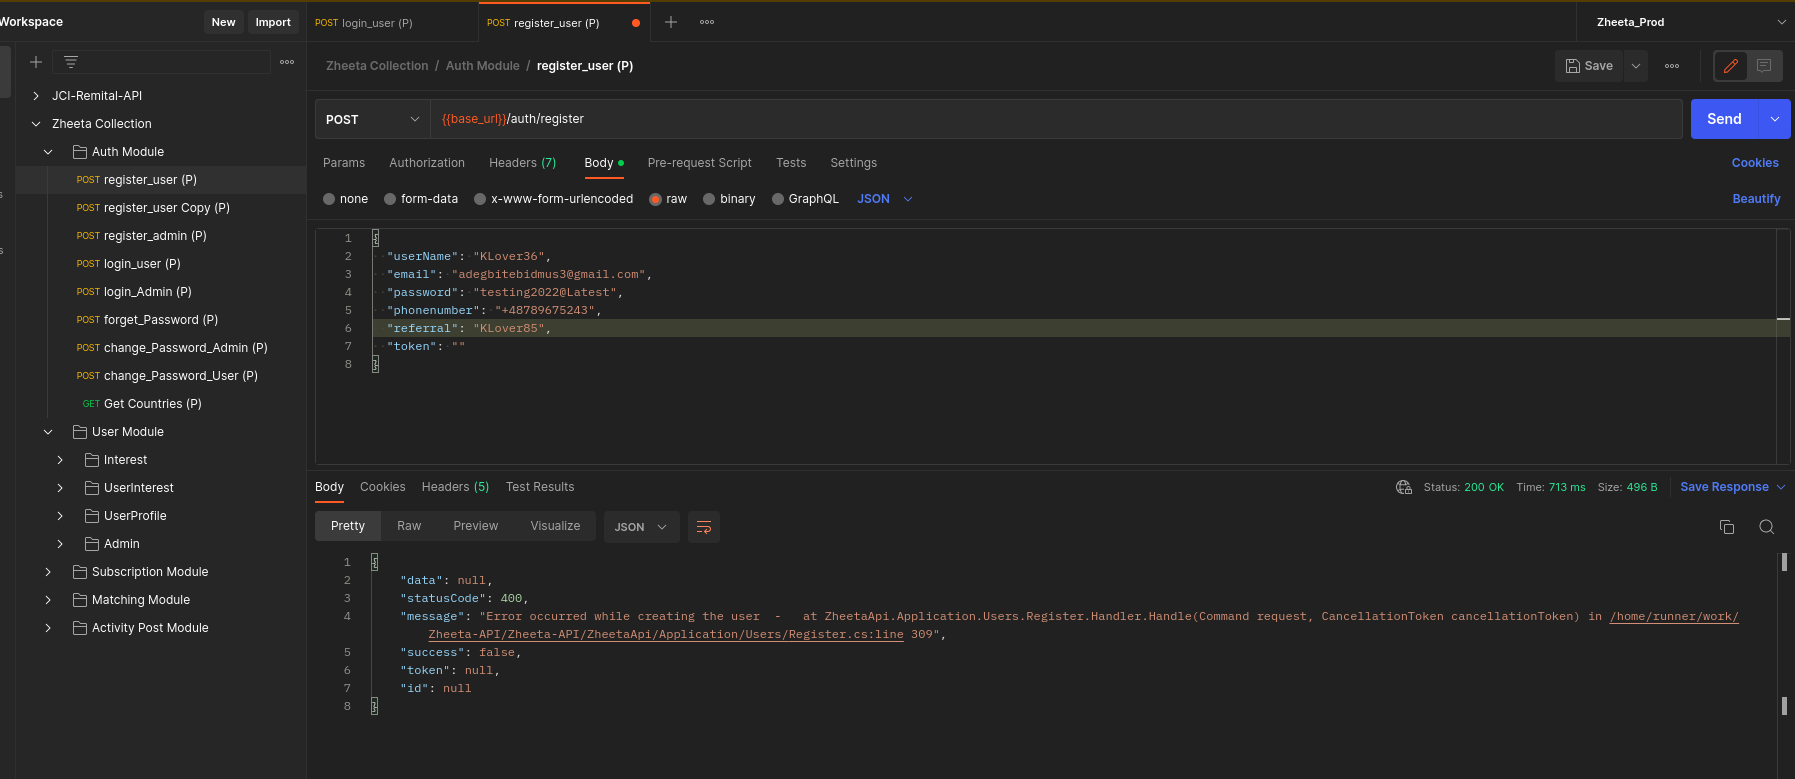 Workspace
New
Import
POST login_user (P)
POST register_user (P)
Zheeta_Prod
Zheeta Collection / Auth Module / register_user (P)
Save
JCI-Remital-API
Zheeta Collection
Auth Module
POST register_user (P)
POST register_user Copy (P)
POST register_admin (P)
POST login_user (P)
POST login_Admin (P)
POST forget_Password (P)
POST change_Password_Admin (P)
POST change_Password_User (P)
GET Get Countries (P)
User Module
Interest
UserInterest
UserProfile
Admin
Subscription Module
Matching Module
Activity Post Module
POST
{{base_url}}/auth/register
Send
Params Authorization Headers (7) Body Pre-request Script Tests Settings
Cookies
none form-data x-www-form-urlencoded raw binary GraphQL JSON
Beautify
1 {
2 "userName": "KLover36",
3 "email": "adegbitebidmus3@gmail.com",
4 "password": "testing2022@Latest",
5 "phonenumber": "+48789675243",
6 "referral": "KLover85",
7 "token": ""
8 }
Body Cookies Headers (5) Test Results
Status: 200 OK Time: 713 ms Size: 496 B
Save Response
Pretty Raw Preview Visualize JSON
1 {
2 "data": null,
3 "statusCode": 400,
4 "message": "Error occurred while creating the user - at ZheetaApi.Application.Users.Register.Handler.Handle(Command request, CancellationToken cancellationToken) in /home/runner/work/
Zheeta-API/Zheeta-API/ZheetaApi/Application/Users/Register.cs:line 309",
5 "success": false,
6 "token": null,
7 "id": null
8 }